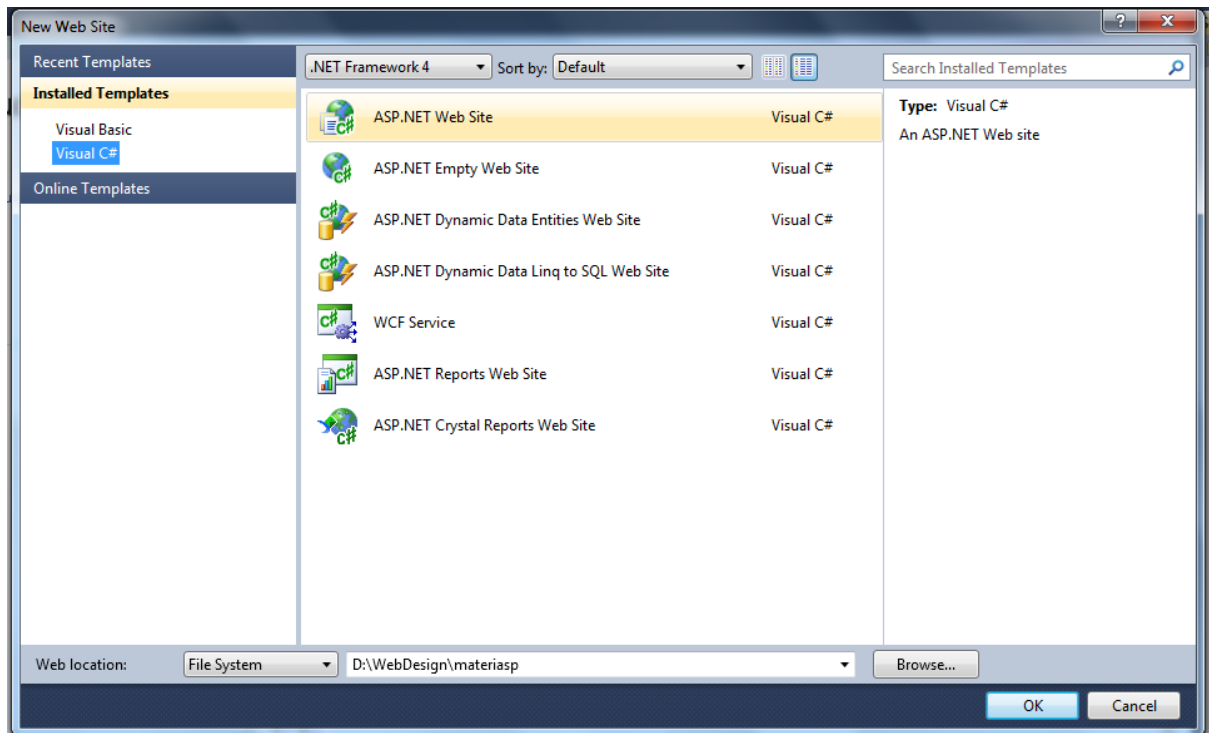 New Web Site
?
Recent Templates
Installed Templates
Visual Basic
Visual C#
Online Templates
.NET Framework 4 Sort by: Default
ASP.NET Web Site Visual C#
ASP.NET Empty Web Site Visual C#
ASP.NET Dynamic Data Entities Web Site Visual C#
ASP.NET Dynamic Data Linq to SQL Web Site Visual C#
WCF Service Visual C#
ASP.NET Reports Web Site Visual C#
ASP.NET Crystal Reports Web Site Visual C#
Search Installed Templates
Type: Visual C#
An ASP.NET Web site
Web location: File System D:\WebDesign\materiasp Browse...
OK Cancel